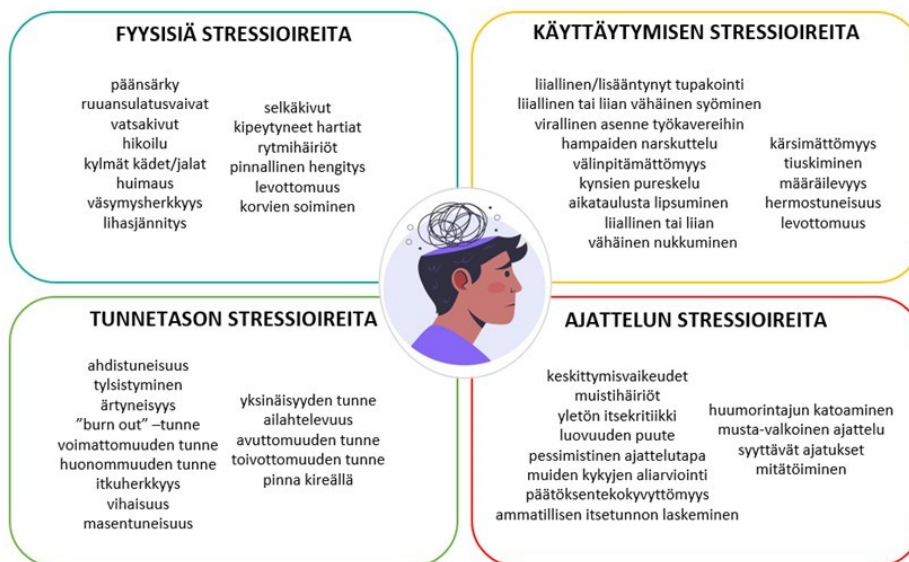 FYYSISIÄ STRESSIOIREITA
päänsärky
ruuansulatusvaivat
vatsakivut
hikoilu
kylmät kädet/jalat
huimaus
väsymysherkkyys
lihasjännitys
selkäkivut
kipeytyneet hartiat
rytmihäiriöt
pinnallinen hengitys
levottomuus
korvien soiminen
KÄYTTÄYTYMISEN STRESSIOIREITA
liiallinen/lisääntynyt tupakointi
liiallinen tai liian vähäinen syöminen
virallinen asenne työkavereihin
hampaiden narskuttelu
välinpitämättömyys
kynsien pureskelu
aikataulusta lipsuminen
liiallinen tai liian
vähäinen nukkuminen
kärsimättömyys
tiuskiminen
määräilevyys
hermostuneisuus
levottomuus
TUNNETASON STRESSIOIREITA
ahdistuneisuus
tylsistyminen
ärtyneisyys
”burn out” –tunne
voimattomuuden tunne
huonommuuden tunne
itkuherkkyys
vihaisuus
masentuneisuus
yksinäisyyden tunne
ailahtelevuus
avuttomuuden tunne
toivottomuuden tunne
pinna kireällä
AJATTELUN STRESSIOIREITA
keskittymisvaikeudet
muistihäiriöt
yletön itsekritiikki
luovuuden puute
pessimistinen ajattelutapa
muiden kykyjen aliarviointi
päätöksentekokyvyttömyys
ammatillisen itsetunnon laskeminen
huumorintajun katoaminen
musta-valkoinen ajattelu
syyttävät ajatukset
mitätöiminen